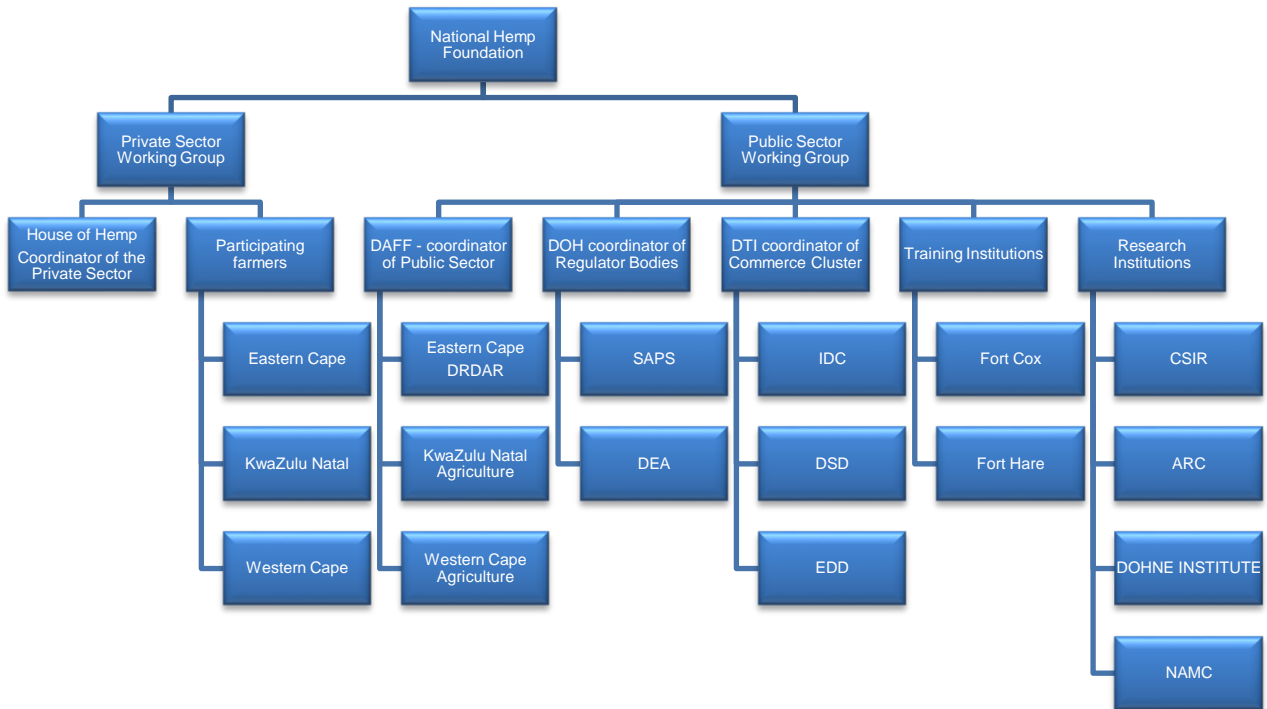 National Hemp
Foundation
Private Sector
Working Group
Public Sector
Working Group
House of Hemp
Coordinator of the
Private Sector
Participating
farmers
DAFF - coordinator
of Public Sector
DOH coordinator of
Regulator Bodies
DTI coordinator of
Commerce Cluster
Training Institutions
Research
Institutions
Eastern Cape
Eastern Cape
DRDAR
SAPS
IDC
Fort Cox
CSIR
KwaZulu Natal
KwaZulu Natal
Agriculture
DEA
DSD
Fort Hare
ARC
Western Cape
Western Cape
Agriculture
EDD
DOHNE INSTITUTE
NAMC